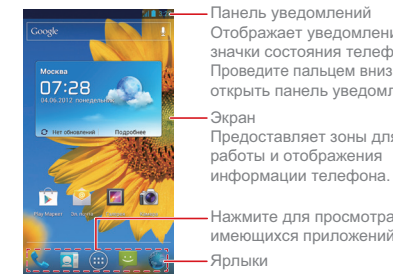 Google
Москва
07:28
04.06.2012 понедельник
Нет обновлений Подробнее
Play Маркет
Панель уведомлений
Отображает уведомлени
значки состояния телеф
Проведите пальцем вниз
открыть панель уведомл
Экран
Предоставляет зоны для
работы и отображения
информации телефона.
Нажмите для просмотра
имеющихся приложений
Ярлыки